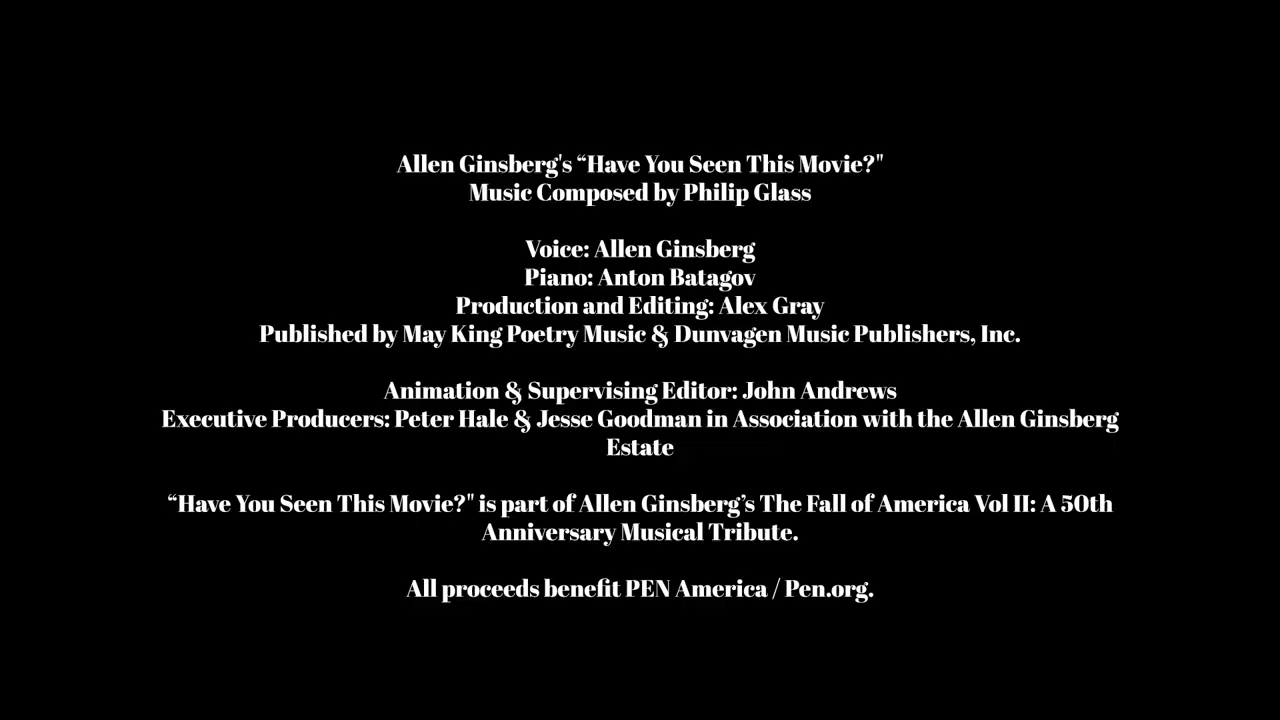 Allen Ginsberg's “Have You Seen This Movie?"
Music Composed by Philip Glass
Voice: Allen Ginsberg
Piano: Anton Batagov
Production and Editing: Alex Gray
Published by May King Poetry Music & Dunvagen Music Publishers, Inc.
Animation & Supervising Editor: John Andrews
Executive Producers: Peter Hale & Jesse Goodman in Association with the Allen Ginsberg
Estate
“Have You Seen This Movie?" is part of Allen Ginsberg’s The Fall of America Vol II: A 50th
Anniversary Musical Tribute.
All proceeds benefit PEN America / Pen.org.